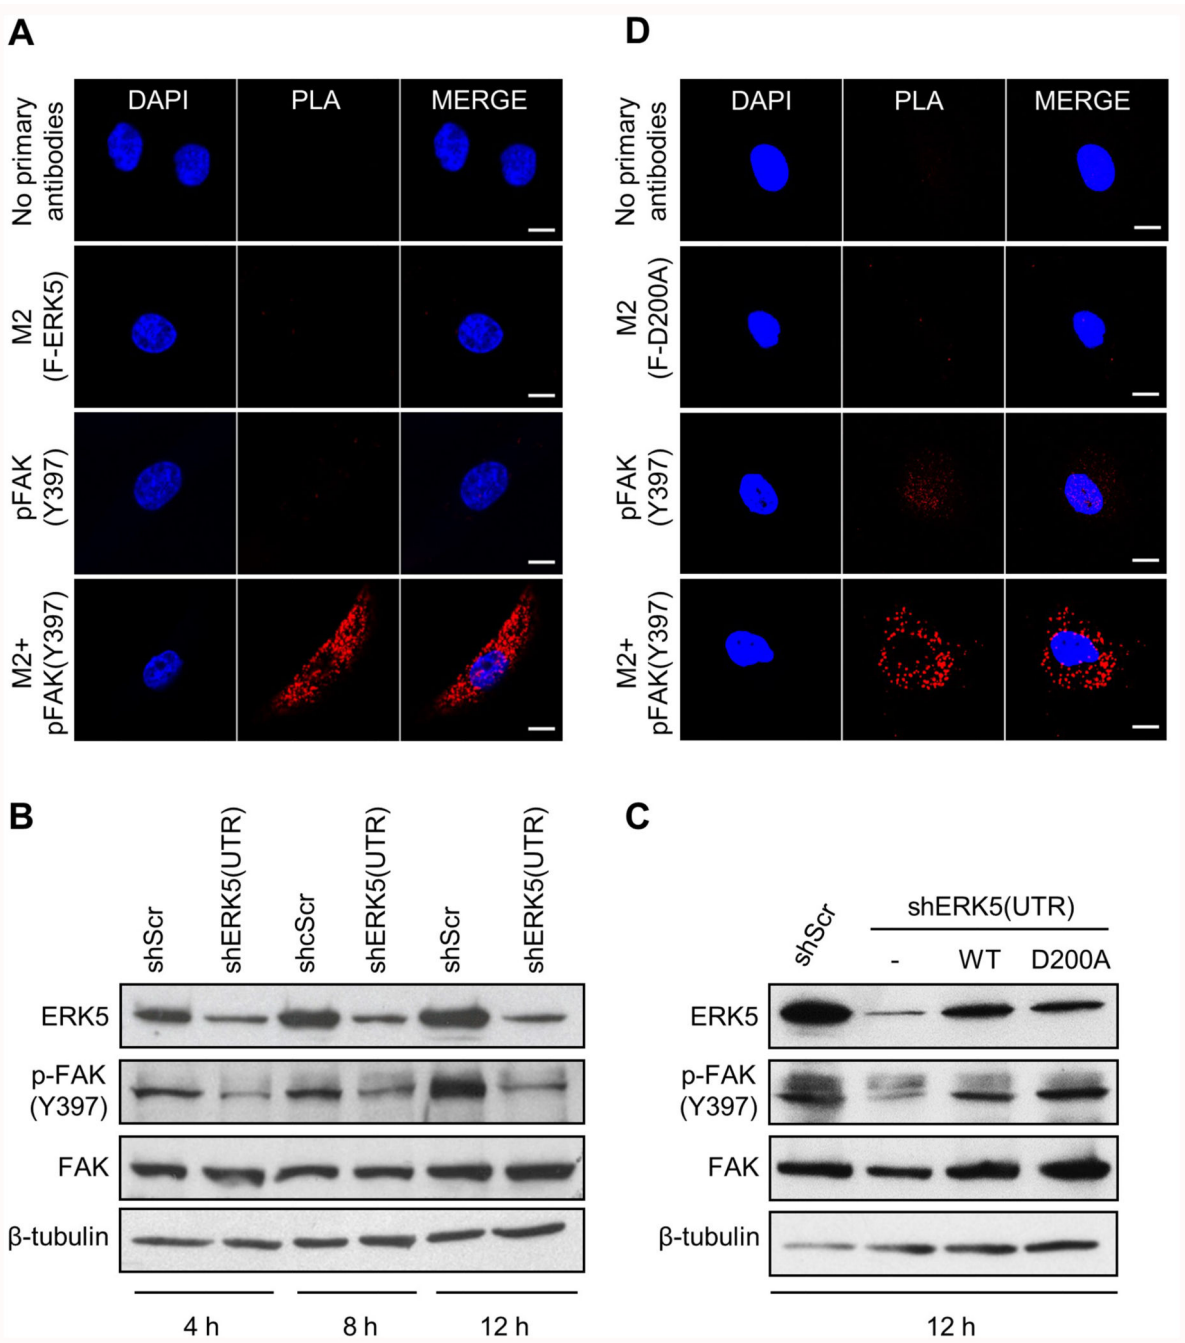 A
DAPI PLA MERGE
No primary
antibodies
M2
(F-ERK5)
pFAK
(Y397)
M2+
pFAK(Y397)
D
DAPI PLA MERGE
No primary
antibodies
M2
(F-D200A)
pFAK
(Y397)
M2+
pFAK(Y397)
B
shScr shERK5(UTR) shcScr shERK5(UTR) shScr shERK5(UTR)
ERK5
p-FAK
(Y397)
FAK
β-tubulin
4 h 8 h 12 h
C
shScr shERK5(UTR)
- WT D200A
ERK5
p-FAK
(Y397)
FAK
β-tubulin
12 h